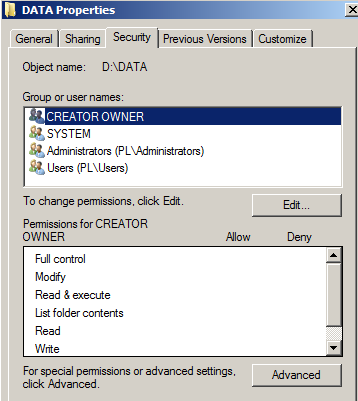 DATA Properties
General Sharing Security Previous Versions Customize
Object name: D:\DATA
Group or user names:
CREATOR OWNER
SYSTEM
Administrators (PL\Administrators)
Users (PL\Users)
To change permissions, click Edit.
Edit...
Permissions for CREATOR
OWNER Allow Deny
Full control
Modify
Read & execute
List folder contents
Read
Write
For special permissions or advanced settings,
click Advanced.
Advanced